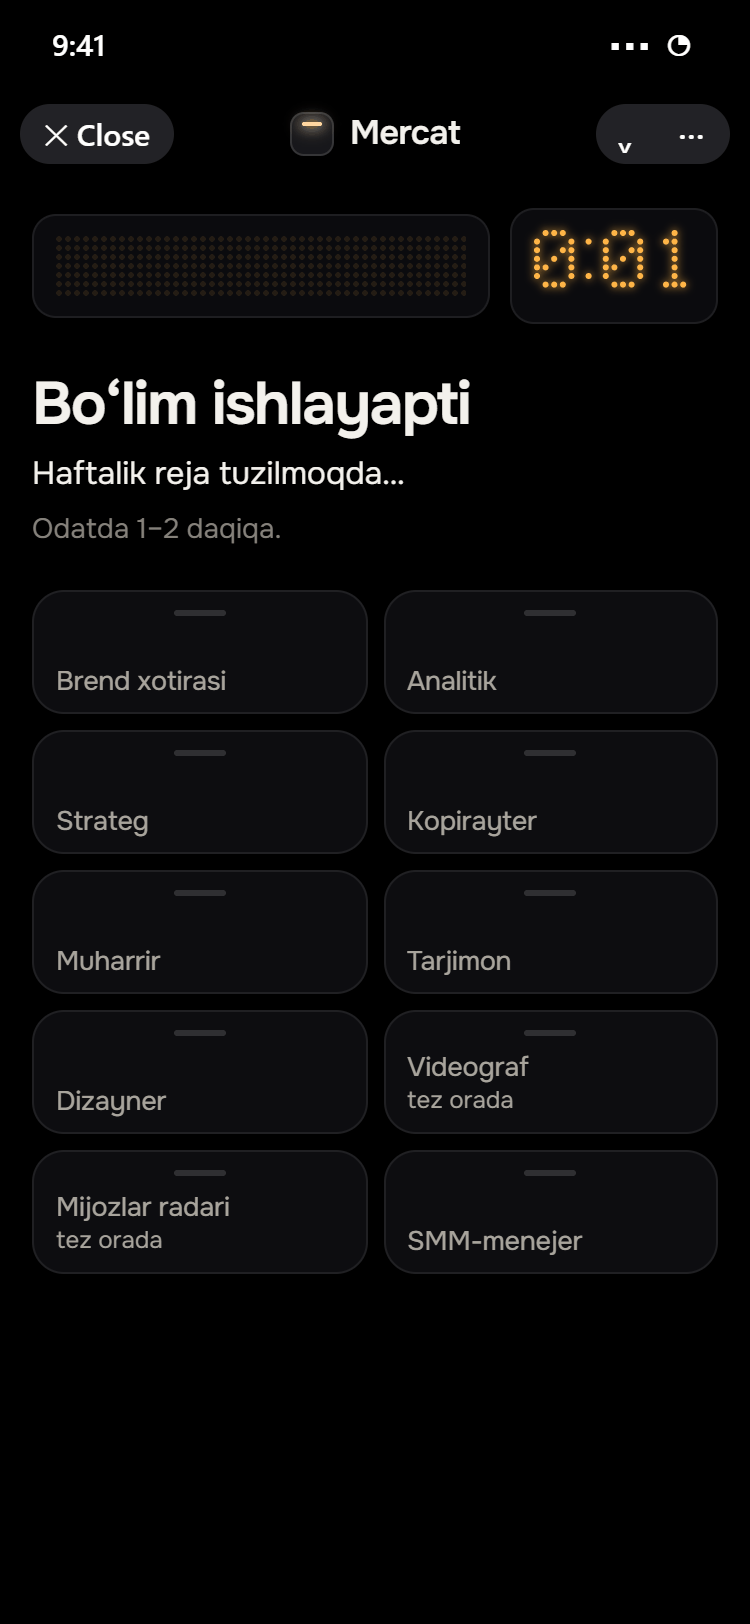 9:41
Close
Mercat
0:01
Bo‘lim ishlayapti
Haftalik reja tuzilmoqda...
Odatda 1–2 daqiqa.
Brend xotirasi
Analitik
Strateg
Kopirayter
Muharrir
Tarjimon
Dizayner
Videograf
tez orada
Mijozlar radari
tez orada
SMM-menejer